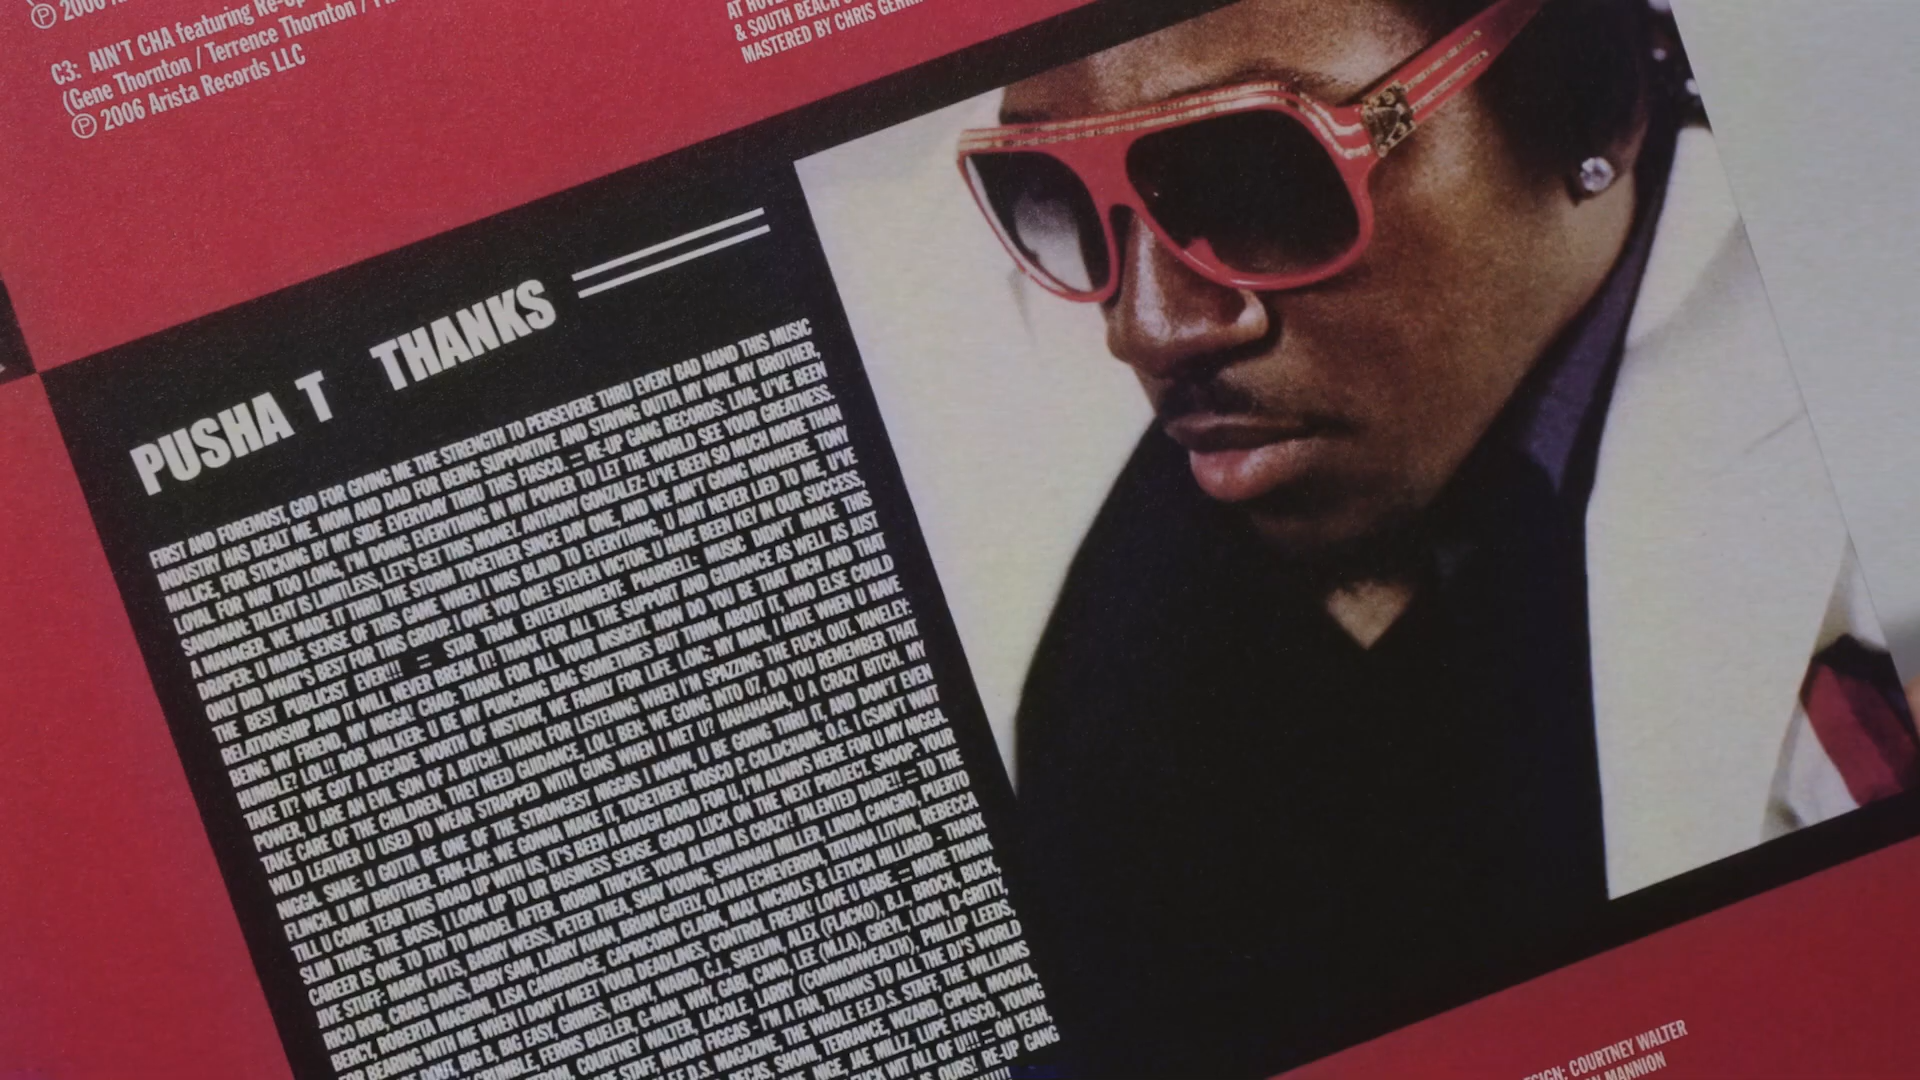 ℗ 2006
C3: AIN'T CHA featuring Re-Up
(Gene Thornton / Terrence Thornton /
℗ 2006 Arista Records LLC
& SOUTH BEACH
MASTERED BY CHRIS
PUSHA T THANKS
FIRST AND FOREMOST, GOD FOR GIVING ME THE STRENGTH TO PERSEVERE THRU EVERY BAD HAND THIS MUSIC
INDUSTRY HAS DEALT ME. MOM AND DAD FOR BEING SUPPORTIVE AND STAYING OUTTA MY WAY. MY BROTHER,
MALICE, FOR STICKING BY MY SIDE EVERYDAY THRU THIS FIASCO. :: RE-UP GANG RECORDS: LIVA: U'VE BEEN
LOYAL FOR WAY TOO LONG, I'M DOING EVERYTHING IN MY POWER TO LET THE WORLD SEE YOUR GREATNESS.
SANDMAN: TALENT IS LIMITLESS, LET'S GET THIS MONEY. ANTHONY GONZALEZ: U'VE BEEN SO MUCH MORE THAN
A MANAGER. WE MADE IT THRU THE STORM TOGETHER SINCE DAY ONE, AND WE AIN'T GOING NOWHERE. TONY
DRAPER: U MADE SENSE OF THIS GAME WHEN I WAS BLIND TO EVERYTHING, U AINT NEVER LIED TO ME, U'VE
ONLY DID WHAT'S BEST FOR THIS GROUP. I OWE YOU ONE! STEVEN VICTOR: U HAVE BEEN KEY IN OUR SUCCESS,
THE BEST PUBLICIST EVER!!! :: STAR TRAK ENTERTAINMENT: PHARRELL: MUSIC DIDN'T MAKE THIS
RELATIONSHIP AND IT WILL NEVER BREAK IT! THANX FOR ALL THE SUPPORT AND GUIDANCE AS WELL AS JUST
BEING MY FRIEND, MY NIGGA! CHAD: THANX FOR ALL YOUR INSIGHT. HOW DO YOU BE THAT RICH AND THAT
HUMBLE? LOL!! ROB WALKER: U BE MY PUNCHING BAG SOMETIMES BUT THINK ABOUT IT, WHO ELSE COULD
TAKE IT? WE GOT A DECADE WORTH OF HISTORY, WE FAMILY FOR LIFE. LOIC: MY MAN, I HATE WHEN U HAVE
POWER, U ARE AN EVIL SON OF A BITCH! THANX FOR LISTENING WHEN I'M SPAZZING THE FUCK OUT. YANELEY:
TAKE CARE OF THE CHILDREN, THEY NEED GUIDANCE, LOL! BEN: WE GOING INTO 07, DO YOU REMEMBER THAT
WILD LEATHER U USED TO WEAR STRAPPED WITH GUNS WHEN I MET U? HAHAHAHA, U A CRAZY BITCH. MY
NIGGA. SHAE: U GOTTA BE ONE OF THE STRONGEST NIGGAS I KNOW. U BE GOING THRU IT, AND DON'T EVEN
FLINCH. U MY BROTHER. FAM-LAY: WE GONNA MAKE IT, TOGETHER! ROSCO P. COLDCHAIN: O.G. I CSAN'T WAIT
TILL U COME TEAR THIS ROAD UP WITH US, IT'S BEEN A ROUGH ROAD FOR U, I'M ALWAYS HERE FOR U MY NIGGA.
SLIM THUG: THE BOSS, I LOOK UP TO UR BUSINESS SENSE. GOOD LUCK ON THE NEXT PROJECT. SNOOP: YOUR
CAREER IS ONE TO TRY TO MODEL AFTER. ROBIN THICKE: YOUR ALBUM IS CRAZY! TALENTED DUDE!! :: TO THE
JIVE STUFF: MARK PITTS, BARRY WEISS, PETER THEA, SHAY YOUNG, SHANNAH MILLER, LINDA CANGRO, PUERTO
RICO ROB, CRAIG DAVIS, BABY SAM, LARRY KHAN, BRIAN GATELY, OLIVIA ECHEVERRIA, TATIANA LITVIN, REBECCA
BERCY, ROBERTA MAGRINI, LISA CAMBRIDGE, CAPRICORN CLARK, MAX NICHOLS & LETICIA HILLIARD - THANX
FOR BEARING WITH ME WHEN I DON'T MEET YOUR DEADLINES, CONTROL FREAK! LOVE U BABE. :: MORE THANX
BOUT, BIG B, BIG EASY, GRIMES, KENNY, WADIO, C.J., SHELDIN, ALEX (FLACKO), B.J., BROCK, BUCK,
CRUMBLE, FERRIS BUELER, G-MAN, WHY, GABI, CANO, LEE (M.I.A), GREY, LOON, D-GRITTY,
COURTNEY WALTER, LACOLE, LARRY (COMMONWEALTH), PHILLIP LEEDS,
STAFF, MAJOR FIGGAS - I'M A FAN. THANKS TO ALL THE DJ'S WORLD
MAGAZINE, THE WHOLE F.E.D.S. STAFF, THE WILLIAMS
SHOMI, TERRANCE, WIZARD, CIPHA, WOOKA,
JAE MILLZ, LUPE FIASCO, YOUNG
WIT ALL OF U!!! :: OH YEAH,
OURS! RE-UP GANG
DESIGN: COURTNEY WALTER
MANNION